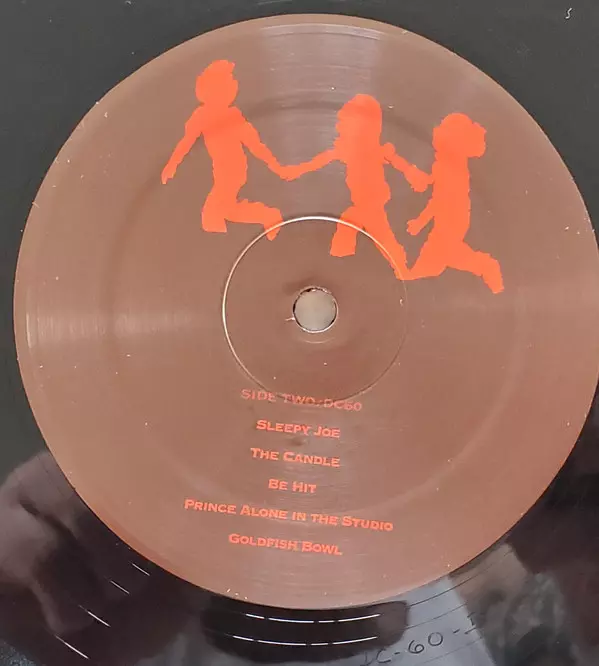 SIDE TWO/DC60
SLEEPY JOE
THE CANDLE
BE HIT
PRINCE ALONE IN THE STUDIO
GOLDFISH BOWL